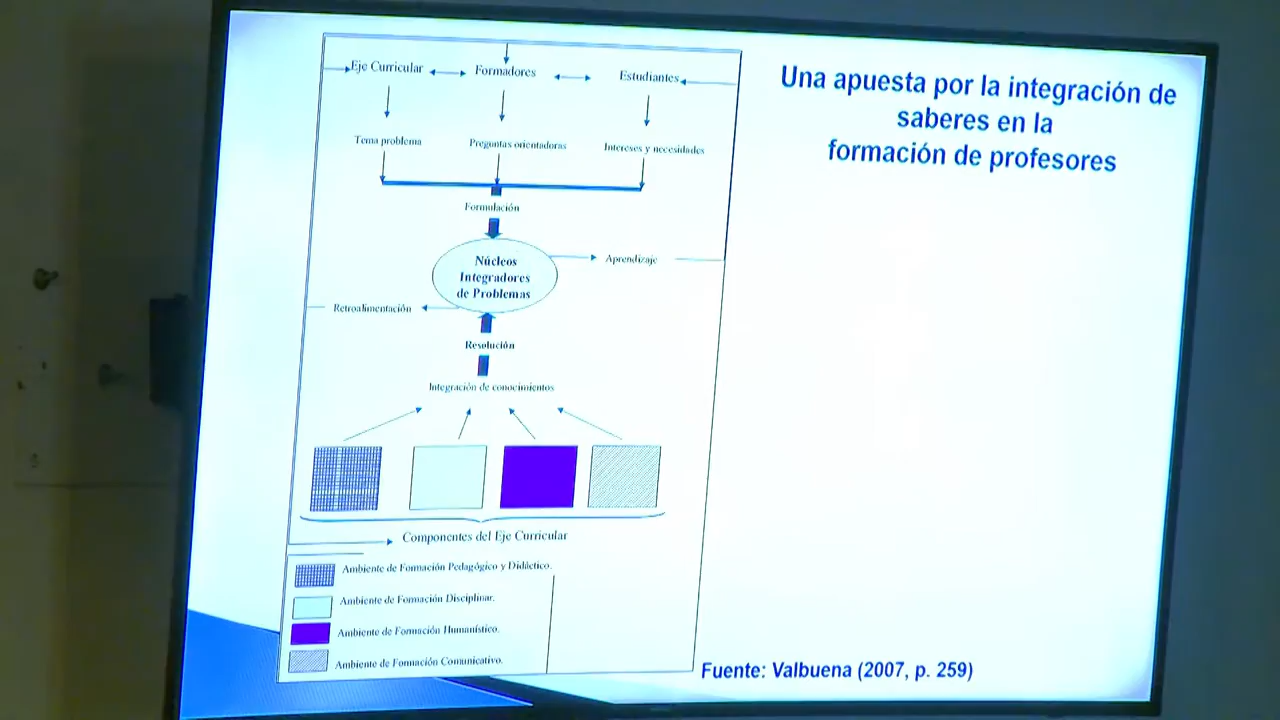 Una apuesta por la integración de
saberes en la
formación de profesores
Eje Curricular
Formadores
Estudiantes
Tema problema
Preguntas orientadoras
Intereses y necesidades
Formulación
Núcleos
Integradores
de Problemas
Aprendizaje
Retroalimentación
Resolución
Integración de conocimientos
Componentes del Eje Curricular
Ambiente de Formación Pedagógico y Didáctico.
Ambiente de Formación Disciplinar.
Ambiente de Formación Humanístico.
Ambiente de Formación Comunicativo.
Fuente: Valbuena (2007, p. 259)